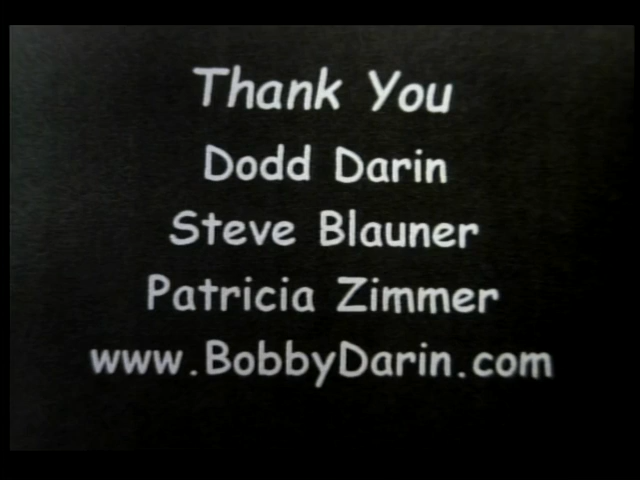 Thank You
Dodd Darin
Steve Blauner
Patricia Zimmer
www.BobbyDarin.com